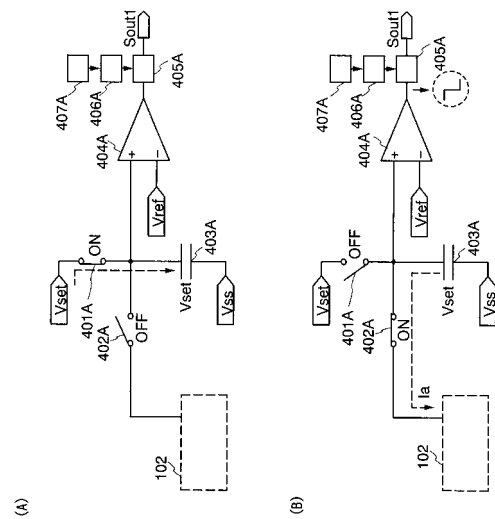 (A)
407A
406A
Sout1
405A
404A
+
−
Vref
Vset
ON
401A
Vset
403A
Vss
402A
OFF
102
(B)
407A
406A
Sout1
405A
404A
+
−
Vref
Vset
OFF
401A
Vset
403A
Vss
402A
ON
Ia
102